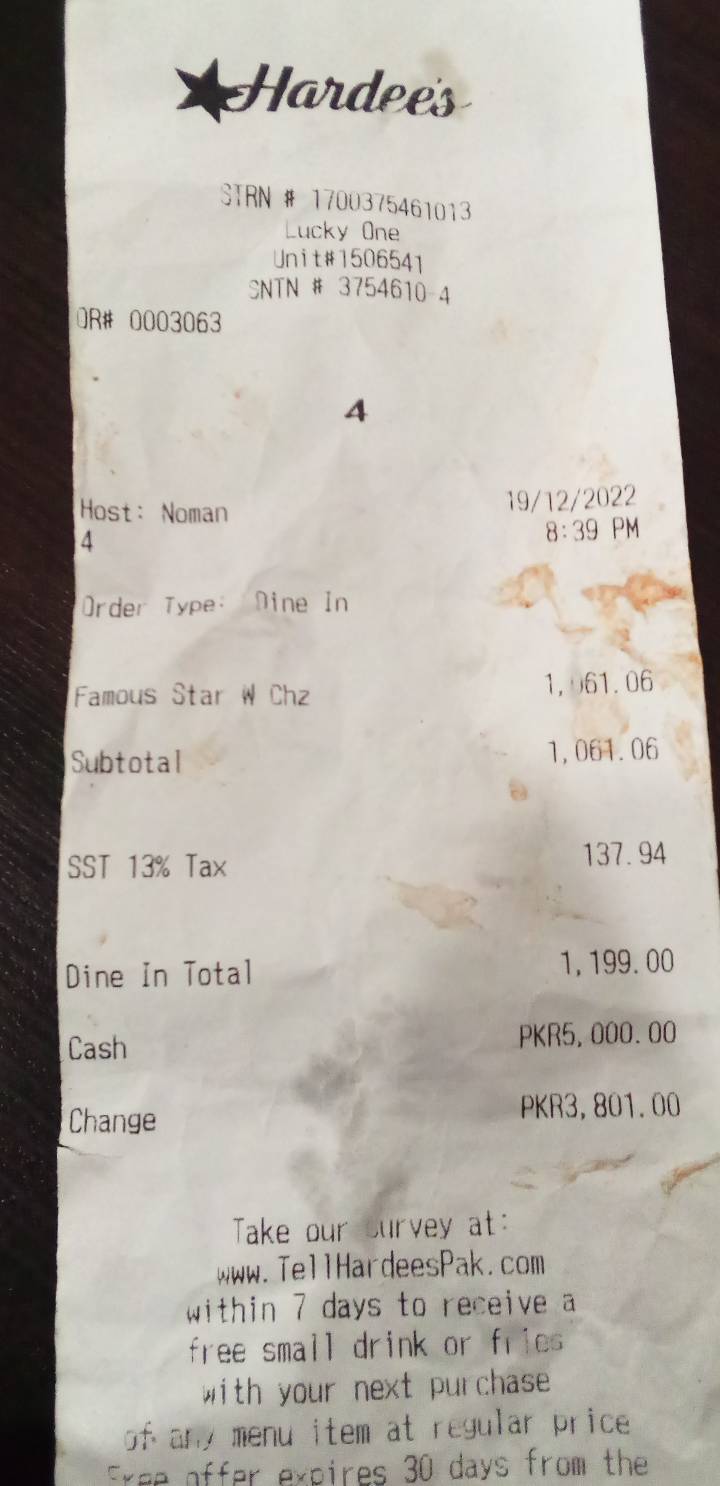 Hardee's
STRN # 1700375461013
Lucky One
Unit#1506541
SNTN # 3754610-4
OR# 0003063
4
Host: Noman 19/12/2022
4 8:39 PM
Order Type: Dine In
Famous Star W Chz 1,061.06
Subtotal 1,061.06
SST 13% Tax 137.94
Dine In Total 1,199.00
Cash PKR5,000.00
Change PKR3,801.00
Take our survey at:
www.TellHardeesPak.com
within 7 days to receive a
free small drink or fries
with your next purchase
of any menu item at regular price
Free offer expires 30 days from the